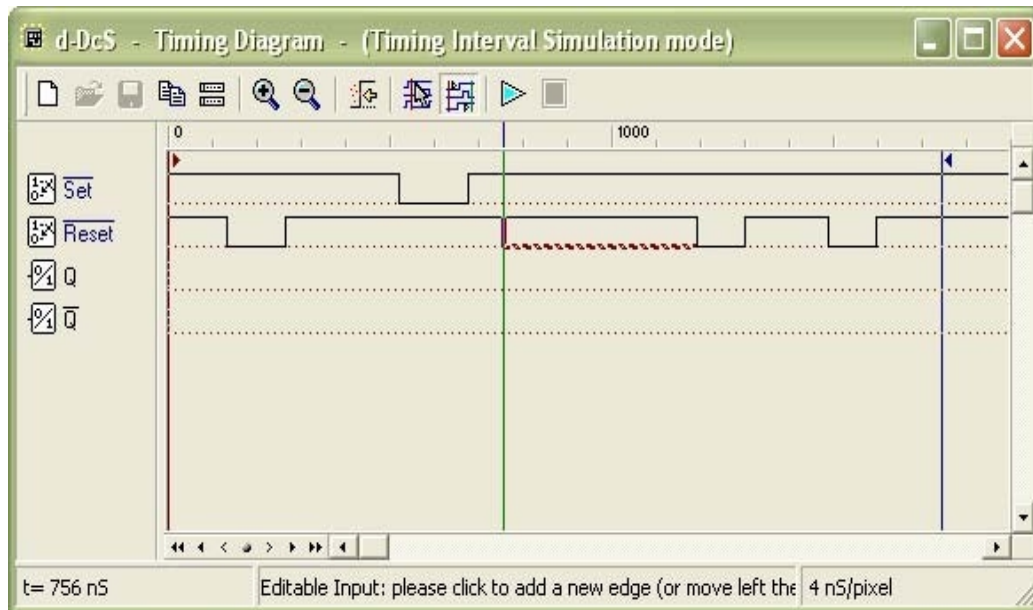 d-DcS - Timing Diagram - (Timing Interval Simulation mode)
0 1000
Set
Reset
Q
Q
t= 756 nS Editable Input: please click to add a new edge (or move left the 4 nS/pixel